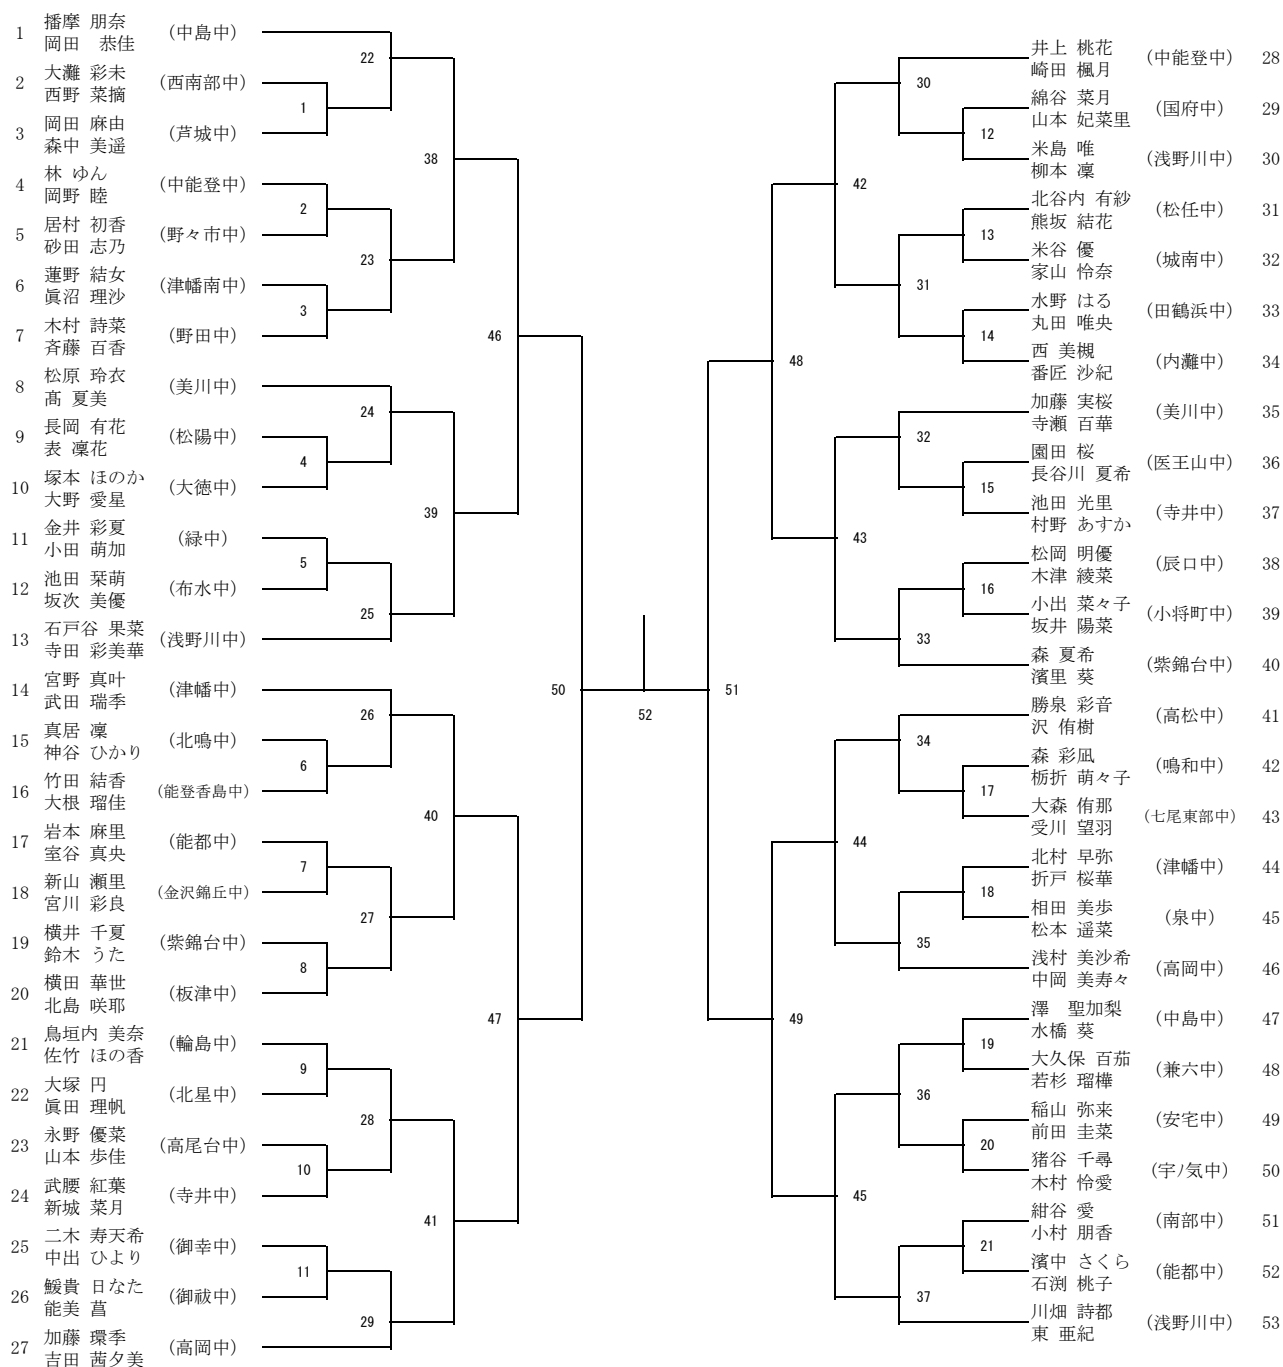 1 播摩 朋奈 (中島中)
岡田 恭佳
2 大灘 彩未 (西南部中)
西野 菜摘
3 岡田 麻由 (芦城中)
森中 美遥
4 林 ゆん (中能登中)
岡野 睦
5 居村 初香 (野々市中)
砂田 志乃
6 蓮野 結女 (津幡南中)
眞沼 理沙
7 木村 詩菜 (野田中)
斉藤 百香
8 松原 玲衣 (美川中)
髙 夏美
9 長岡 有花 (松陽中)
表 凜花
10 塚本 ほのか (大徳中)
大野 愛星
11 金井 彩夏 (緑中)
小田 萌加
12 池田 栞萌 (布水中)
坂次 美優
13 石戸谷 果菜 (浅野川中)
寺田 彩美華
14 宮野 真叶 (津幡中)
武田 瑞季
15 真居 凜 (北鳴中)
神谷 ひかり
16 竹田 結香 (能登香島中)
大根 瑠佳
17 岩本 麻里 (能都中)
室谷 真央
18 新山 瀬里 (金沢錦丘中)
宮川 彩良
19 横井 千夏 (紫錦台中)
鈴木 うた
20 横田 華世 (板津中)
北島 咲耶
21 鳥垣内 美奈 (輪島中)
佐竹 ほの香
22 大塚 円 (北星中)
眞田 理帆
23 永野 優菜 (高尾台中)
山本 歩佳
24 武腰 紅葉 (寺井中)
新城 菜月
25 二木 寿天希 (御幸中)
中出 ひより
26 鰀貴 日なた (御祓中)
能美 菖
27 加藤 環季 (高岡中)
吉田 茜夕美
22
1
38
2
23
3
46
24
4
39
5
25
50
26
6
40
7
27
8
47
9
28
10
41
11
29
52
51
30
12
42
13
31
14
48
32
15
43
16
33
34
17
44
18
35
49
19
36
20
45
21
37
井上 桃花 (中能登中) 28
崎田 楓月
綿谷 菜月 (国府中) 29
山本 妃菜里
米島 唯 (浅野川中) 30
柳本 凜
北谷内 有紗 (松任中) 31
熊坂 結花
米谷 優 (城南中) 32
家山 怜奈
水野 はる (田鶴浜中) 33
丸田 唯央
西 美槻 (内灘中) 34
番匠 沙紀
加藤 実桜 (美川中) 35
寺瀬 百華
園田 桜 (医王山中) 36
長谷川 夏希
池田 光里 (寺井中) 37
村野 あすか
松岡 明優 (辰口中) 38
木津 綾菜
小出 菜々子 (小将町中) 39
坂井 陽菜
森 夏希 (紫錦台中) 40
濱里 葵
勝泉 彩音 (高松中) 41
沢 侑樹
森 彩凪 (鳴和中) 42
栃折 萌々子
大森 侑那 (七尾東部中) 43
受川 望羽
北村 早弥 (津幡中) 44
折戸 桜華
相田 美歩 (泉中) 45
松本 遥菜
浅村 美沙希 (高岡中) 46
中岡 美寿々
澤 聖加梨 (中島中) 47
水橋 葵
大久保 百茄 (兼六中) 48
若杉 瑠樺
稲山 弥来 (安宅中) 49
前田 圭菜
猪谷 千尋 (宇ノ気中) 50
木村 怜愛
紺谷 愛 (南部中) 51
小村 朋香
濱中 さくら (能都中) 52
石渕 桃子
川畑 詩都 (浅野川中) 53
東 亜紀